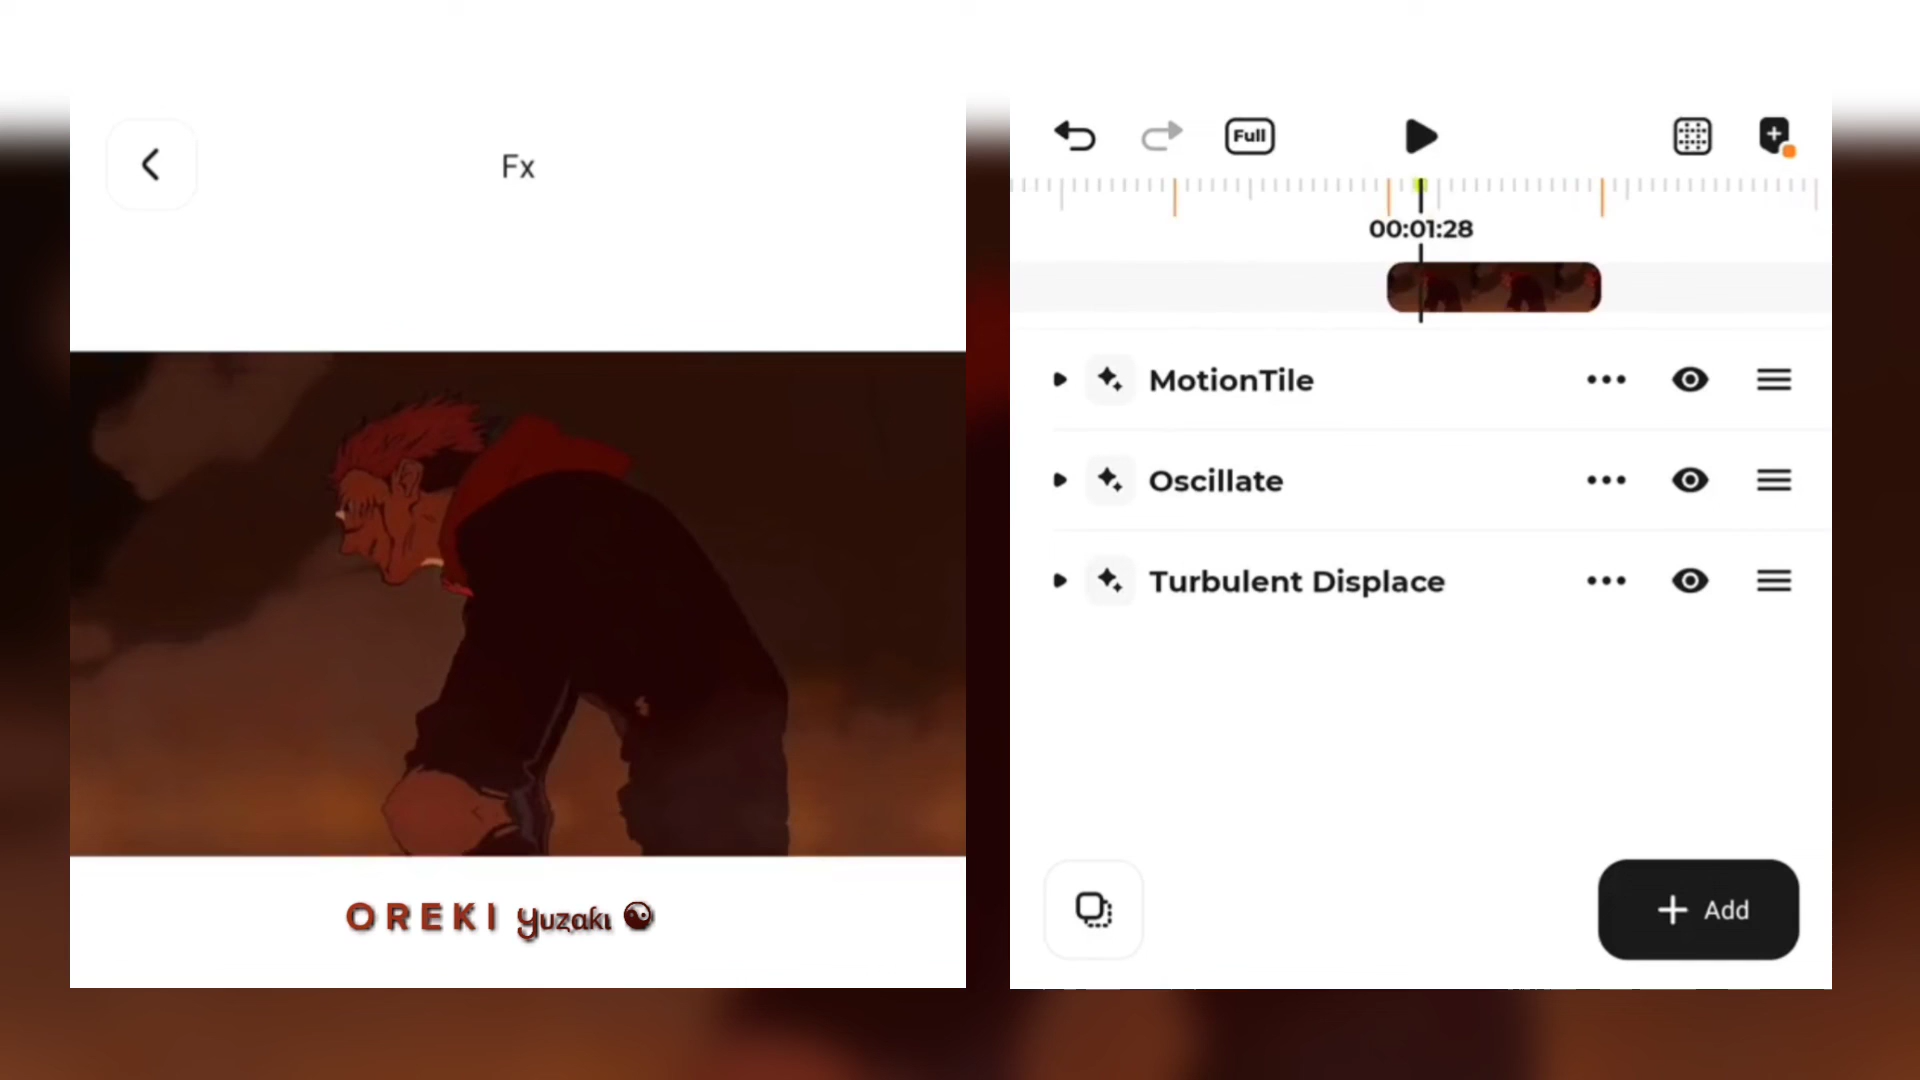 Fx
OREKI yuzaki
Full
00:01:28
MotionTile
Oscillate
Turbulent Displace
Add